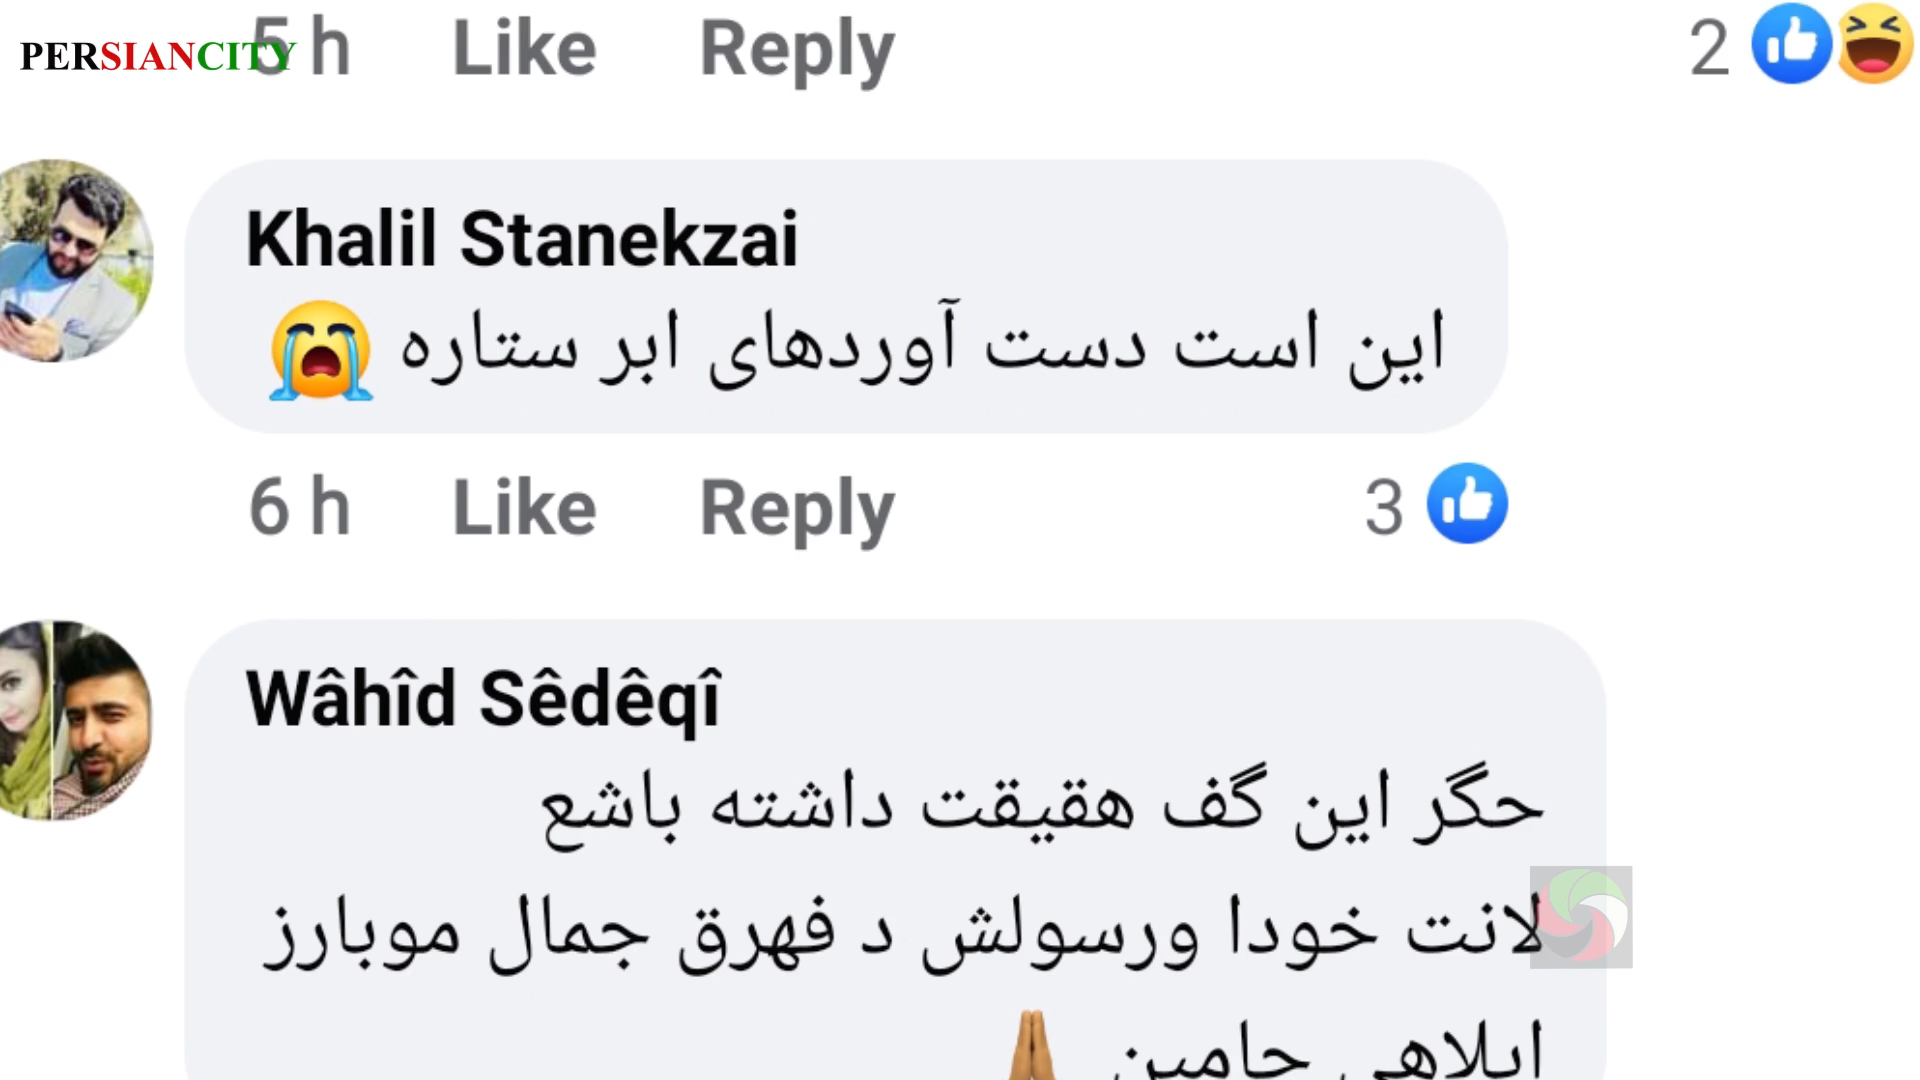 PERSIANCITY
5 h Like Reply 2
Khalil Stanekzai
این است دست آوردهای ابر ستاره 😭
6 h Like Reply 3
Wâhîd Sêdêqî
حگر این گف هقیقت داشته باشع
لانت خودا ورسولش د فهرق جمال موبارز
ایلاهی حامین 🙏🏽